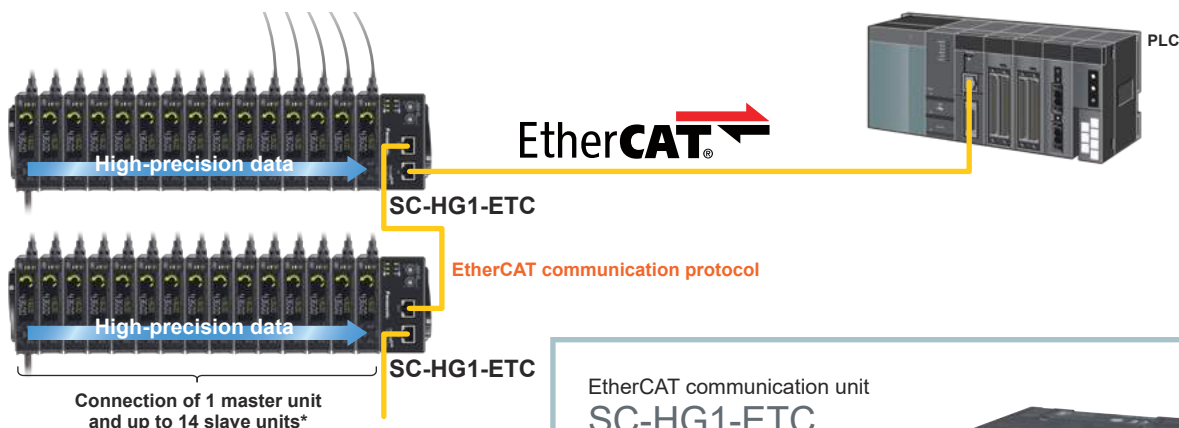 PLC
EtherCAT®
High-precision data
SC-HG1-ETC
EtherCAT communication protocol
High-precision data
SC-HG1-ETC
Connection of 1 master unit
and up to 14 slave units*
EtherCAT communication unit
SC-HG1-ETC